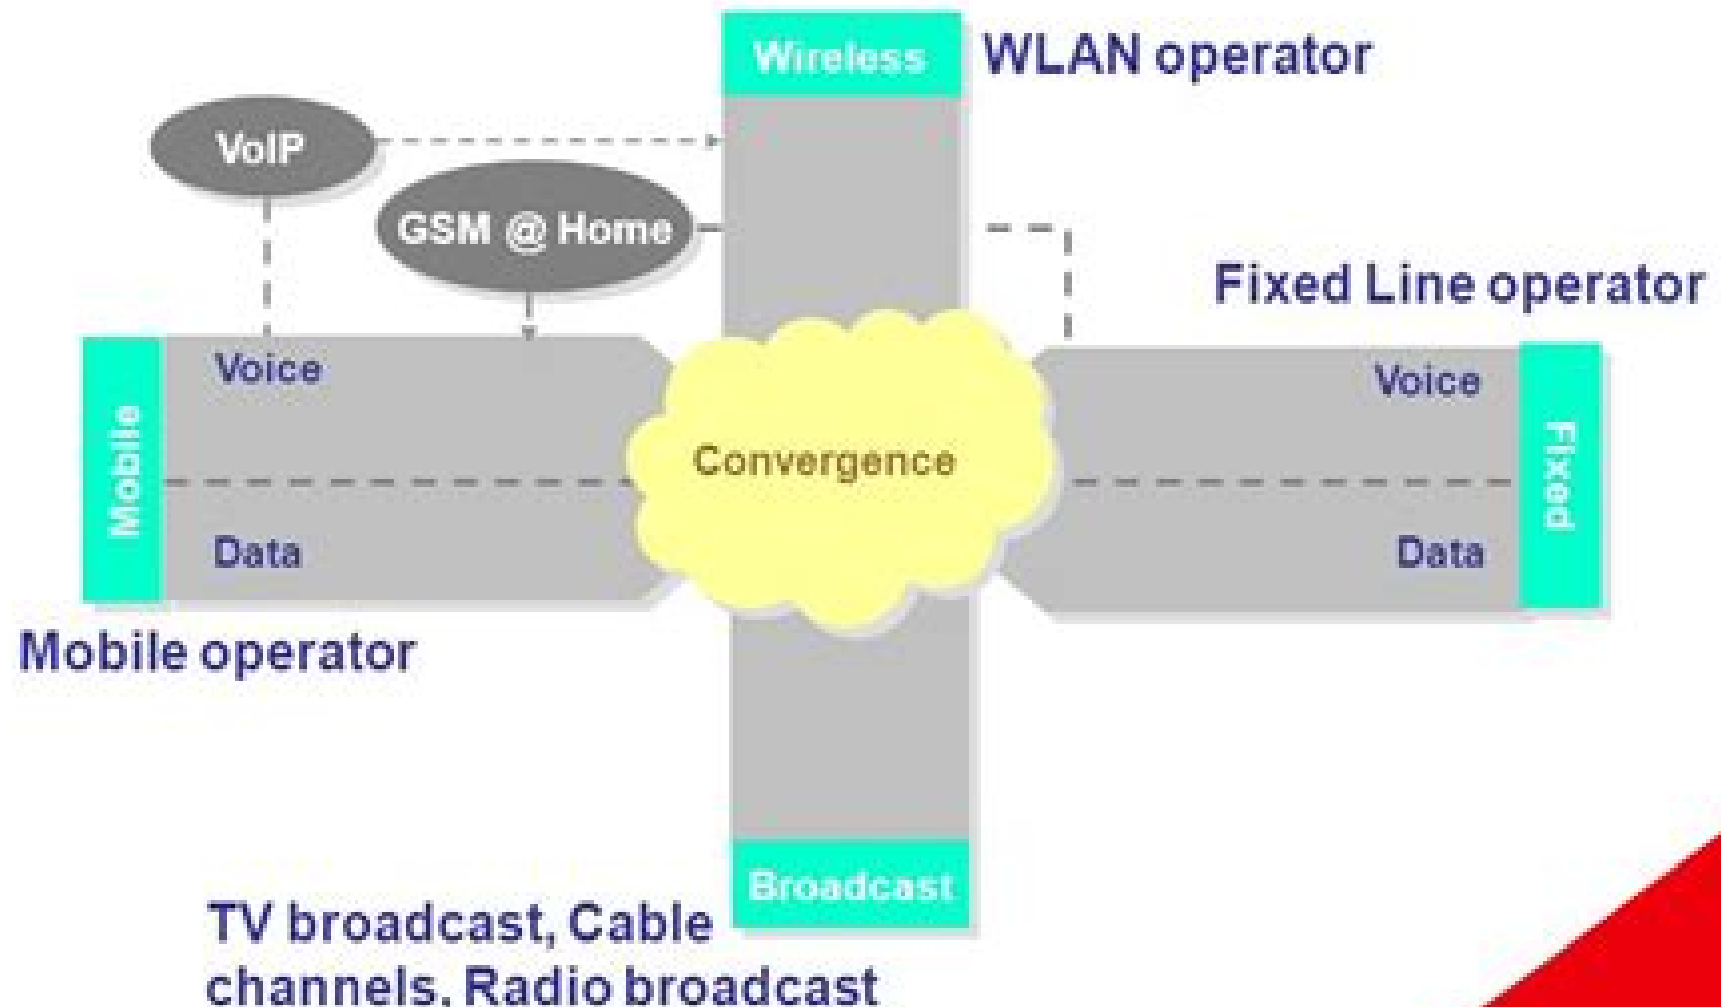 Wireless
WLAN operator
VoIP
GSM @ Home
Fixed Line operator
Voice
Voice
Mobile
Convergence
Fixed
Data
Data
Mobile operator
Broadcast
TV broadcast, Cable
channels, Radio broadcast